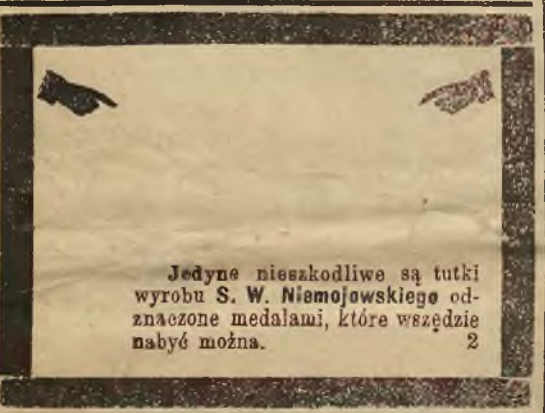 Jedyne nieszkodliwe są tutki
wyrobu S. W. Niemojowskiego od-
znaczone medalami, które wszędzie
nabyć można. 2